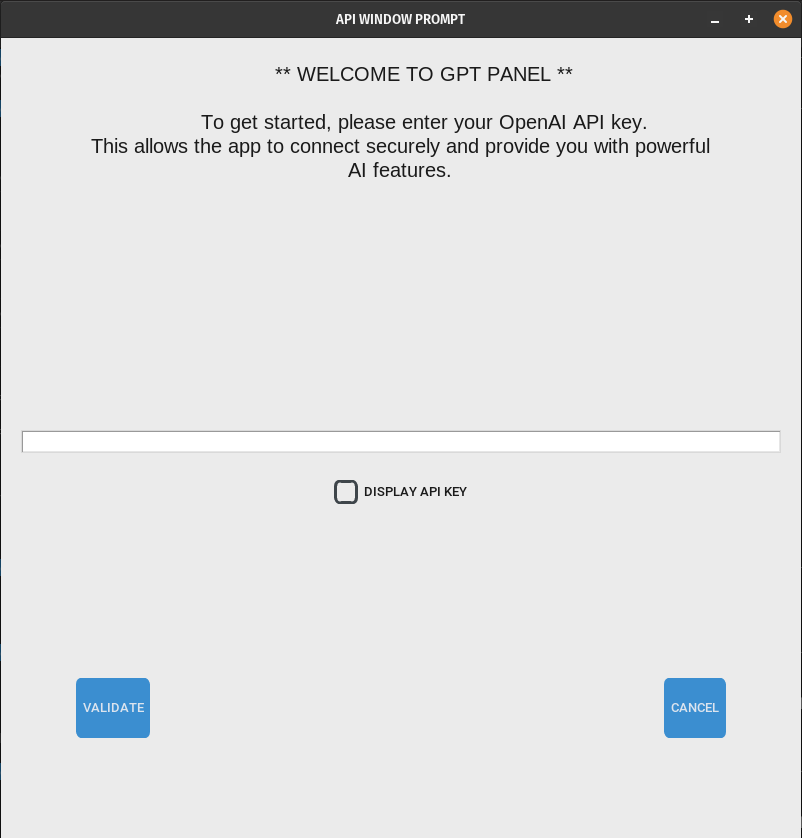 API WINDOW PROMPT
** WELCOME TO GPT PANEL **
To get started, please enter your OpenAI API key.
This allows the app to connect securely and provide you with powerful
AI features.
DISPLAY API KEY
VALIDATE
CANCEL